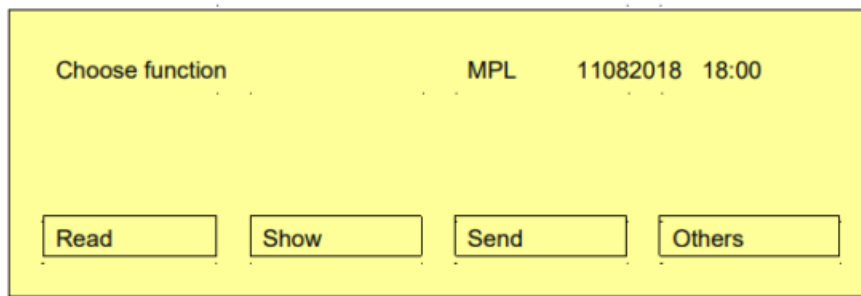 Choose function MPL 11082018 18:00
Read Show Send Others